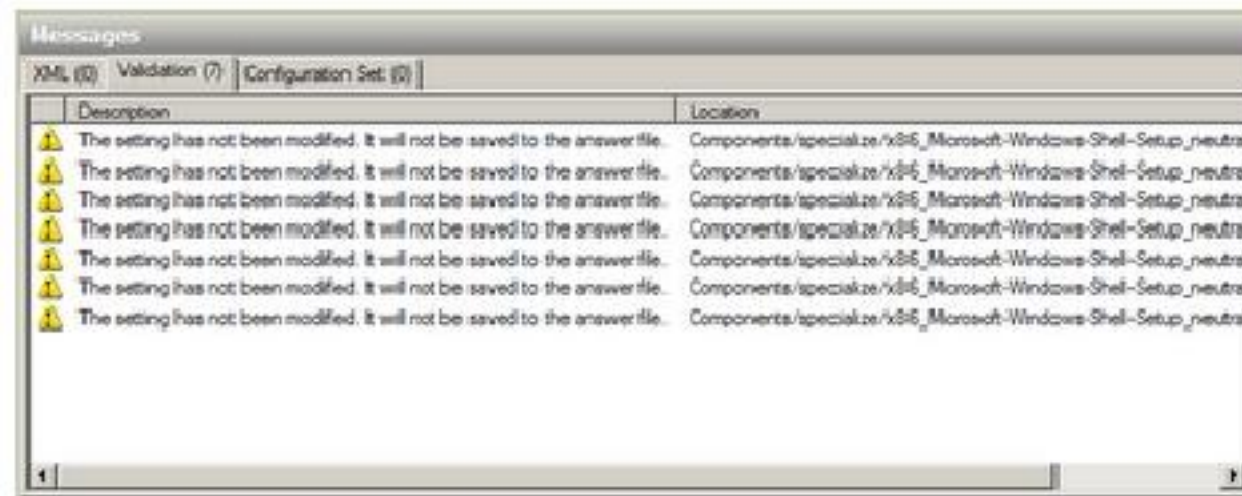 Messages
XML (0) Validation (7) Configuration Set (0)
Description Location
The setting has not been modified. It will not be saved to the answer file. Components/specialize/x86_Microsoft-Windows-Shell-Setup_neutra
The setting has not been modified. It will not be saved to the answer file. Components/specialize/x86_Microsoft-Windows-Shell-Setup_neutra
The setting has not been modified. It will not be saved to the answer file. Components/specialize/x86_Microsoft-Windows-Shell-Setup_neutra
The setting has not been modified. It will not be saved to the answer file. Components/specialize/x86_Microsoft-Windows-Shell-Setup_neutra
The setting has not been modified. It will not be saved to the answer file. Components/specialize/x86_Microsoft-Windows-Shell-Setup_neutra
The setting has not been modified. It will not be saved to the answer file. Components/specialize/x86_Microsoft-Windows-Shell-Setup_neutra
The setting has not been modified. It will not be saved to the answer file. Components/specialize/x86_Microsoft-Windows-Shell-Setup_neutra